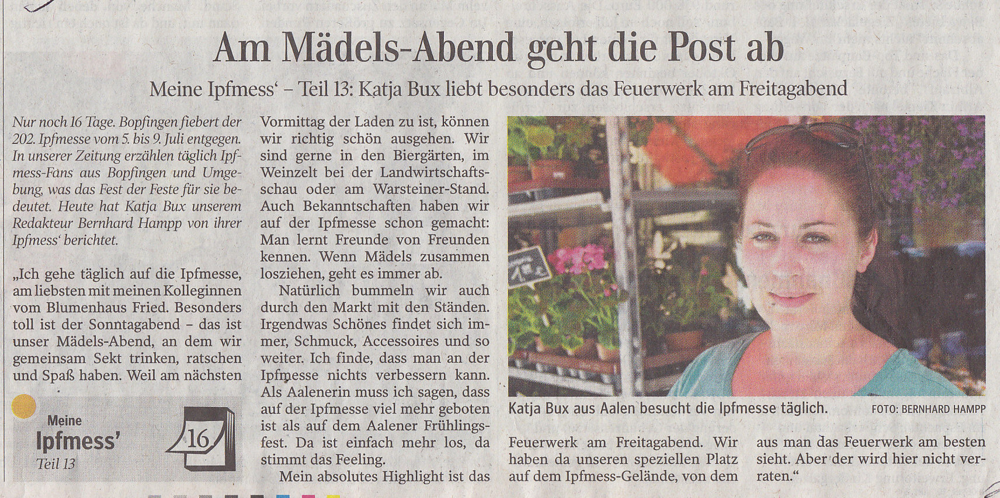 Am Mädels-Abend geht die Post ab
Meine Ipfmess‘ – Teil 13: Katja Bux liebt besonders das Feuerwerk am Freitagabend
Nur noch 16 Tage. Bopfingen fiebert der
202. Ipfmesse vom 5. bis 9. Juli entgegen.
In unserer Zeitung erzählen täglich Ipf-
mess-Fans aus Bopfingen und Umge-
bung, was das Fest der Feste für sie be-
deutet. Heute hat Katja Bux unserem
Redakteur Bernhard Hampp von ihrer
Ipfmess‘ berichtet.
„Ich gehe täglich auf die Ipfmesse,
am liebsten mit meinen Kolleginnen
vom Blumenhaus Fried. Besonders
toll ist der Sonntagabend – das ist
unser Mädels-Abend, an dem wir
gemeinsam Sekt trinken, ratschen
und Spaß haben. Weil am nächsten
Meine
Ipfmess’
Teil 13
16
Vormittag der Laden zu ist, können
wir richtig schön ausgehen. Wir
sind gerne in den Biergärten, im
Weinzelt bei der Landwirtschafts-
schau oder am Warsteiner-Stand.
Auch Bekanntschaften haben wir
auf der Ipfmesse schon gemacht:
Man lernt Freunde von Freunden
kennen. Wenn Mädels zusammen
losziehen, geht es immer ab.
Natürlich bummeln wir auch
durch den Markt mit den Ständen.
Irgendwas Schönes findet sich im-
mer, Schmuck, Accessoires und so
weiter. Ich finde, dass man an der
Ipfmesse nichts verbessern kann.
Als Aalenerin muss ich sagen, dass
auf der Ipfmesse viel mehr geboten
ist als auf dem Aalener Frühlings-
fest. Da ist einfach mehr los, da
stimmt das Feeling.
Mein absolutes Highlight ist das
Katja Bux aus Aalen besucht die Ipfmesse täglich.
FOTO: BERNHARD HAMPP
Feuerwerk am Freitagabend. Wir
haben da unseren speziellen Platz
auf dem Ipfmess-Gelände, von dem
aus man das Feuerwerk am besten
sieht. Aber der wird hier nicht ver-
raten.“